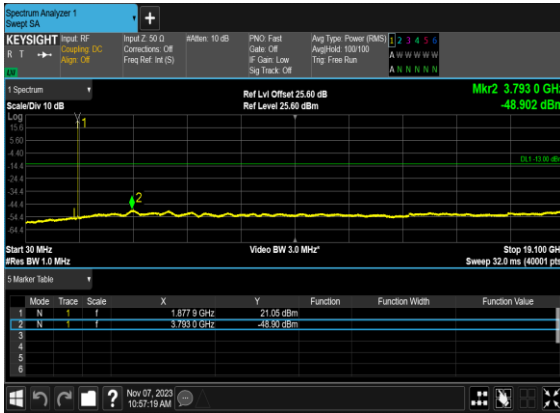 Spectrum Analyzer 1
Swept SA
+
KEYSIGHT Input: RF Input Z: 50 Ω #Atten: 10 dB PNO: Fast Avg Type: Power (RMS) 1 2 3 4 5 6
R T Coupling: DC Corrections: Off Gate: Off Avg|Hold: 100/100 A W W W W W
Align: Off Freq Ref: Int (S) IF Gain: Low Trig: Free Run
LXI Sig Track: Off A N N N N N
1 Spectrum Ref Lvl Offset 25.60 dB Mkr2 3.793 0 GHz
Scale/Div 10 dB Ref Level 25.60 dBm -48.902 dBm
Log
15.6
5.60
-4.40
DL1 -13.00 dBm
-14.4
-24.4
-34.4
-44.4
-54.4
-64.4
1
2
Start 30 MHz Video BW 3.0 MHz* Stop 19.100 GHz
#Res BW 1.0 MHz Sweep 32.0 ms (40001 pts)
5 Marker Table
Mode Trace Scale X Y Function Function Width Function Value
1 N 1 f 1.877 9 GHz 21.05 dBm
2 N 1 f 3.793 0 GHz -48.90 dBm
3
4
5
6
? Nov 07, 2023
10:57:19 AM